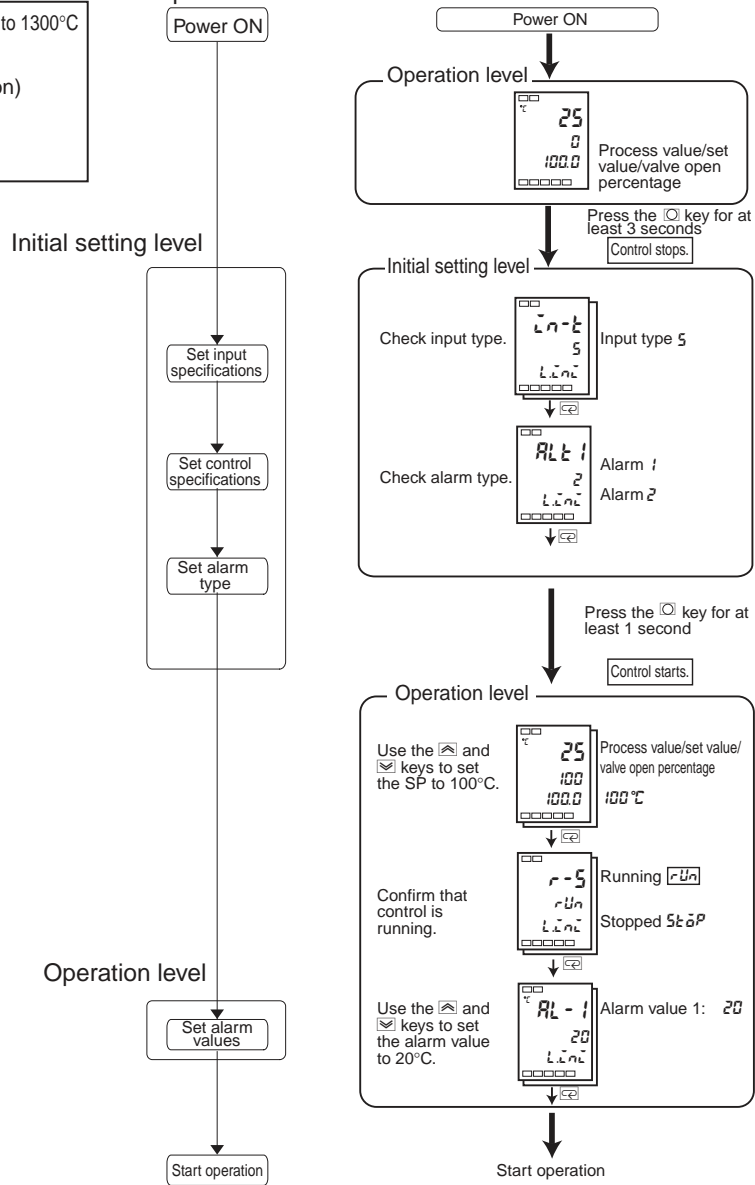 to 1300°C
on)
Power ON
Initial setting level
Set input
specifications
Set control
specifications
Set alarm
type
Operation level
Set alarm
values
Start operation
Power ON
Operation level
℃
25
0
100.0
Process value/set
value/valve open
percentage
Press the key for at
least 3 seconds
Control stops.
Initial setting level
Check input type.
in-t
5
L.ini
Input type 5
Check alarm type.
ALt1
2
L.ini
Alarm 1
Alarm 2
Press the key for at
least 1 second
Control starts.
Operation level
Use the and
keys to set
the SP to 100°C.
℃
25
100
100.0
Process value/set value/
valve open percentage
100℃
Confirm that
control is
running.
r-S
rUn
L.ini
Running rUn
Stopped StoP
Use the and
keys to set
the alarm value
to 20°C.
℃
AL-1
20
L.ini
Alarm value 1: 20
Start operation